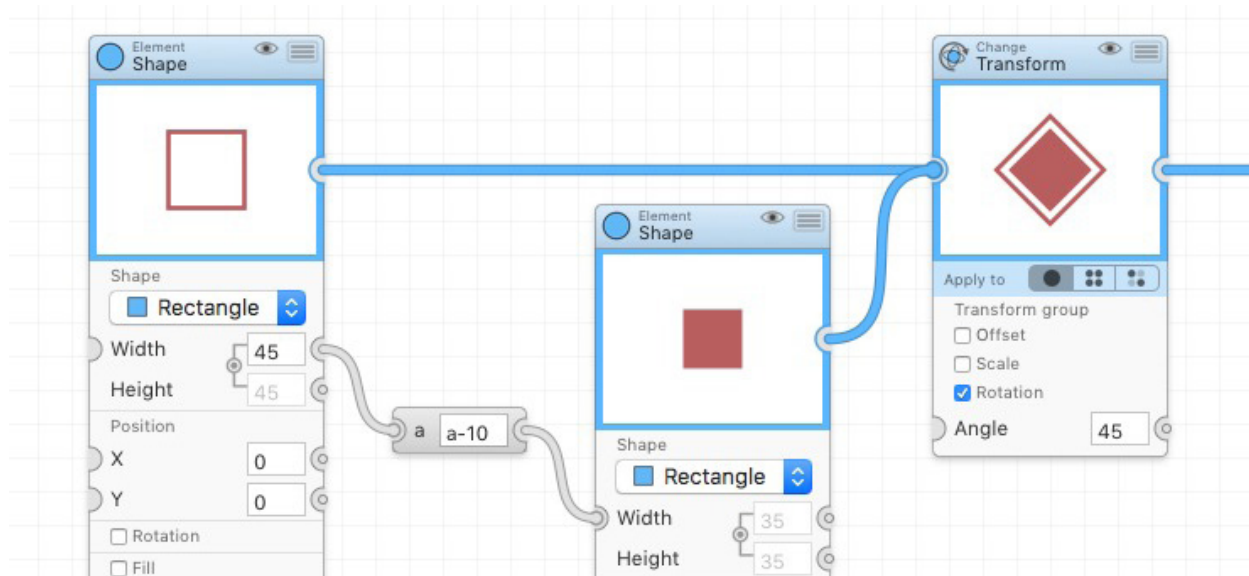 Element
Shape
Shape
Rectangle
Width 45
Height 45
Position
X 0
Y 0
Rotation
Fill
a a-10
Element
Shape
Shape
Rectangle
Width 35
Height 35
Change
Transform
Apply to
Transform group
Offset
Scale
Rotation
Angle 45